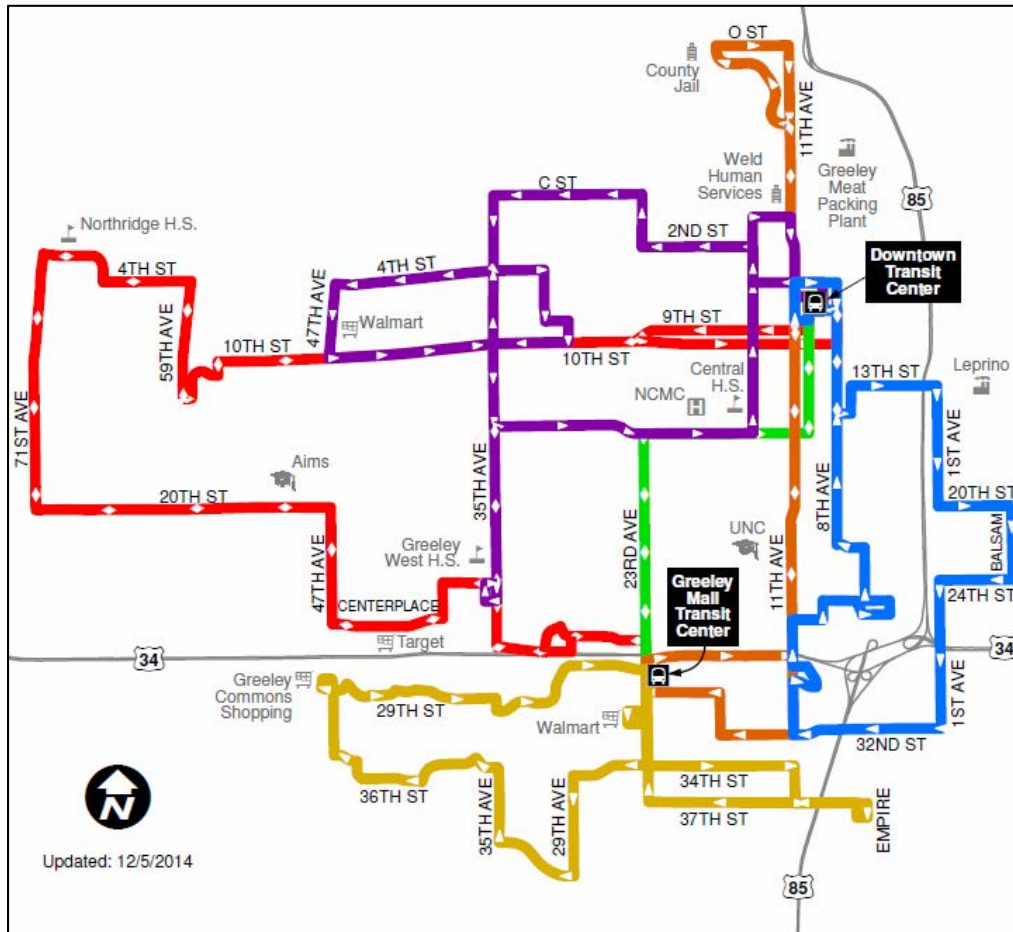 O ST
County
Jail
11TH AVE
Weld
Human
Services
Greeley
Meat
Packing
Plant
85
C ST
Northridge H.S.
2ND ST
Downtown
Transit
Center
4TH ST
4TH ST
47TH AVE
Walmart
9TH ST
59TH AVE
10TH ST
10TH ST
Central
H.S.
NCMC
13TH ST
Leprino
71ST AVE
1ST AVE
35TH AVE
Aims
20TH ST
20TH ST
8TH AVE
BALSAM
UNC
Greeley
West H.S.
23RD AVE
11TH AVE
47TH AVE
24TH ST
Greeley
Mall
Transit
Center
CENTERPLACE
Target
34
34
Greeley
Commons
Shopping
29TH ST
1ST AVE
Walmart
32ND ST
36TH ST
35TH AVE
29TH AVE
34TH ST
37TH ST
EMPIRE
N
Updated: 12/5/2014
85